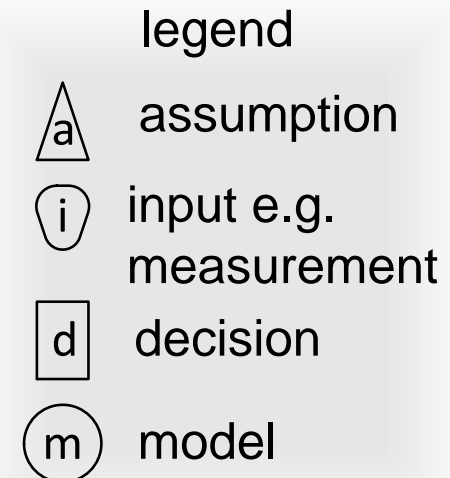 legend
a assumption
i input e.g.
measurement
d decision
m model